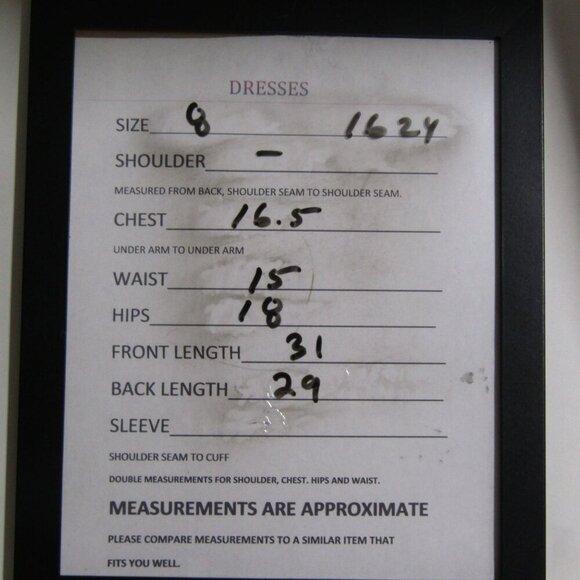 DRESSES
SIZE 8 1624
SHOULDER -
MEASURED FROM BACK, SHOULDER SEAM TO SHOULDER SEAM.
CHEST 16.5
UNDER ARM TO UNDER ARM
WAIST 15
HIPS 18
FRONT LENGTH 31
BACK LENGTH 29
SLEEVE
SHOULDER SEAM TO CUFF
DOUBLE MEASUREMENTS FOR SHOULDER, CHEST. HIPS AND WAIST.
MEASUREMENTS ARE APPROXIMATE
PLEASE COMPARE MEASUREMENTS TO A SIMILAR ITEM THAT
FITS YOU WELL.